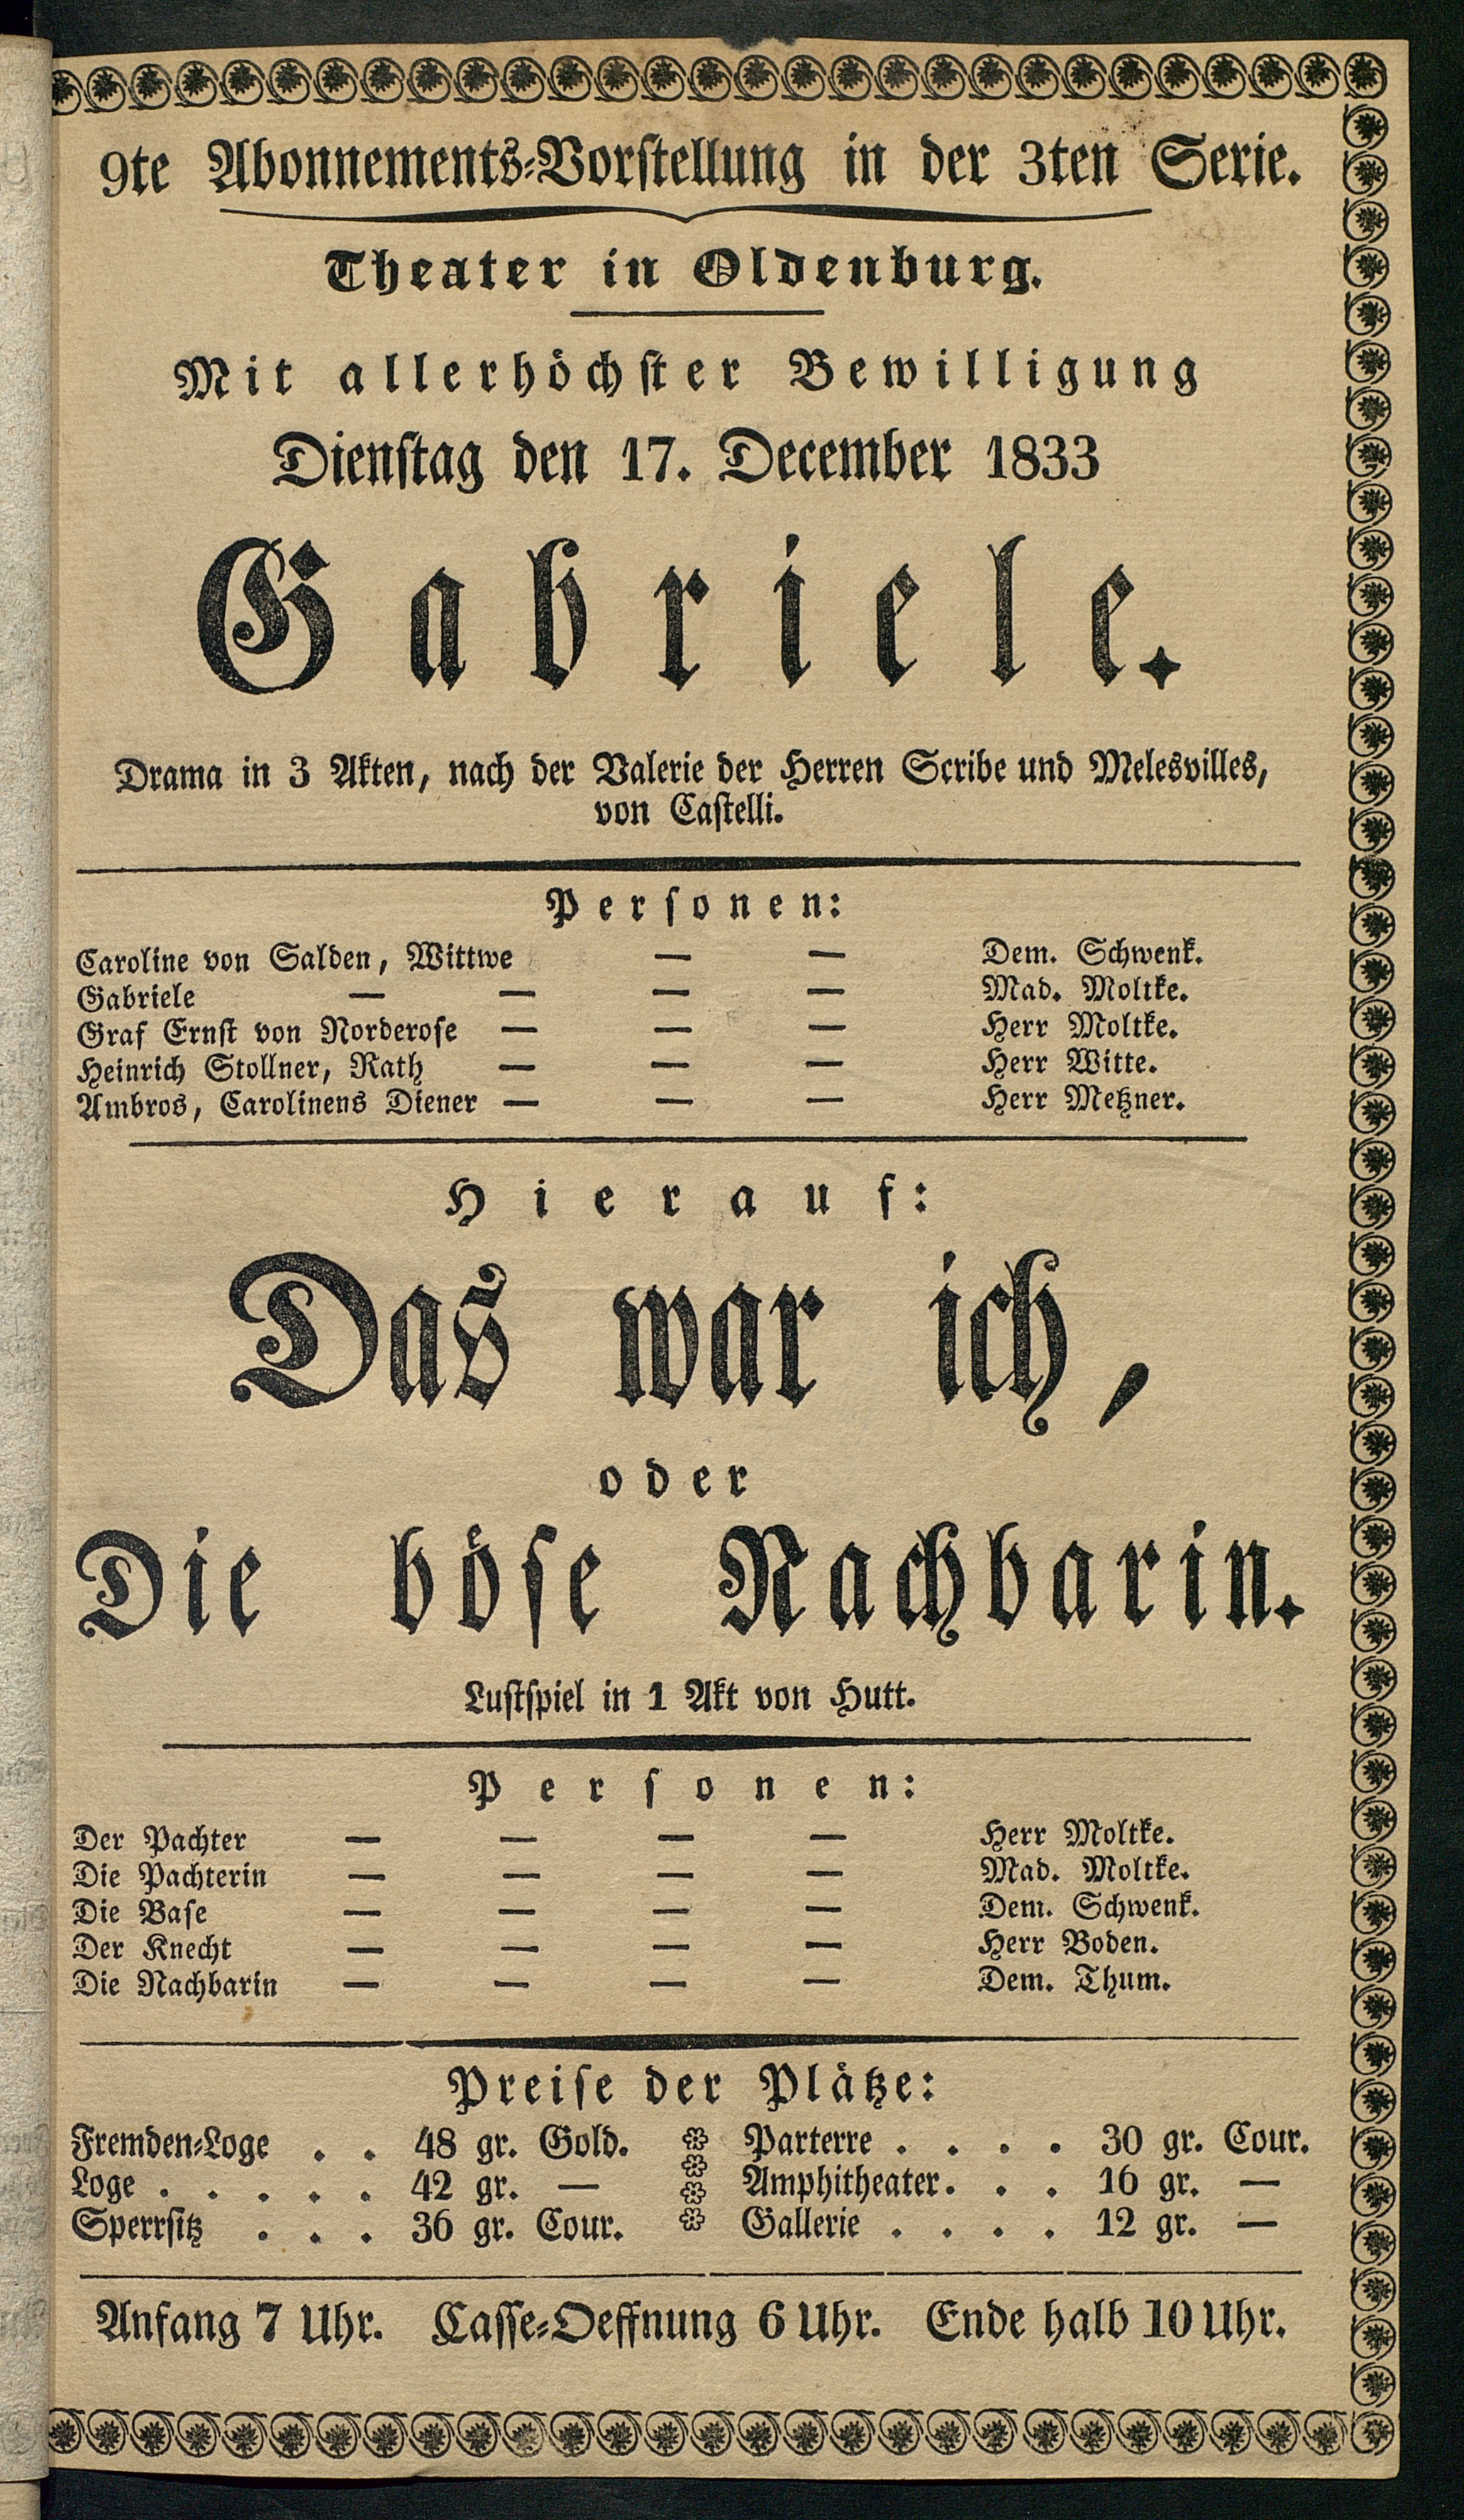 9te Abonnements-Vorstellung in der 3ten Serie.
Theater in Oldenburg.
Mit allerhöchster Bewilligung
Dienstag den 17. December 1833
Gabriele.
Drama in 3 Akten, nach der Valerie der Herren Scribe und Melesvilles,
von Castelli.
Personen:
Caroline von Salden, Wittwe — — Dem. Schwenk.
Gabriele — — — — Mad. Moltke.
Graf Ernst von Norderose — — — Herr Moltke.
Heinrich Stollner, Rath — — — Herr Witte.
Ambros, Carolinens Diener — — — Herr Metzner.
Hierauf:
Das war ich,
oder
Die böse Nachbarin.
Lustspiel in 1 Akt von Hutt.
Personen:
Der Pachter — — — — Herr Moltke.
Die Pachterin — — — — Mad. Moltke.
Die Base — — — — Dem. Schwenk.
Der Knecht — — — — Herr Boden.
Die Nachbarin — — — — Dem. Thum.
Preise der Plätze:
Fremden-Loge . . 48 gr. Gold.
Loge . . . . . 42 gr. —
Sperrsitz . . . 36 gr. Cour.
Parterre . . . . 30 gr. Cour.
Amphitheater. . . 16 gr. —
Gallerie . . . . 12 gr. —
Anfang 7 Uhr. Casse-Oeffnung 6 Uhr. Ende halb 10 Uhr.